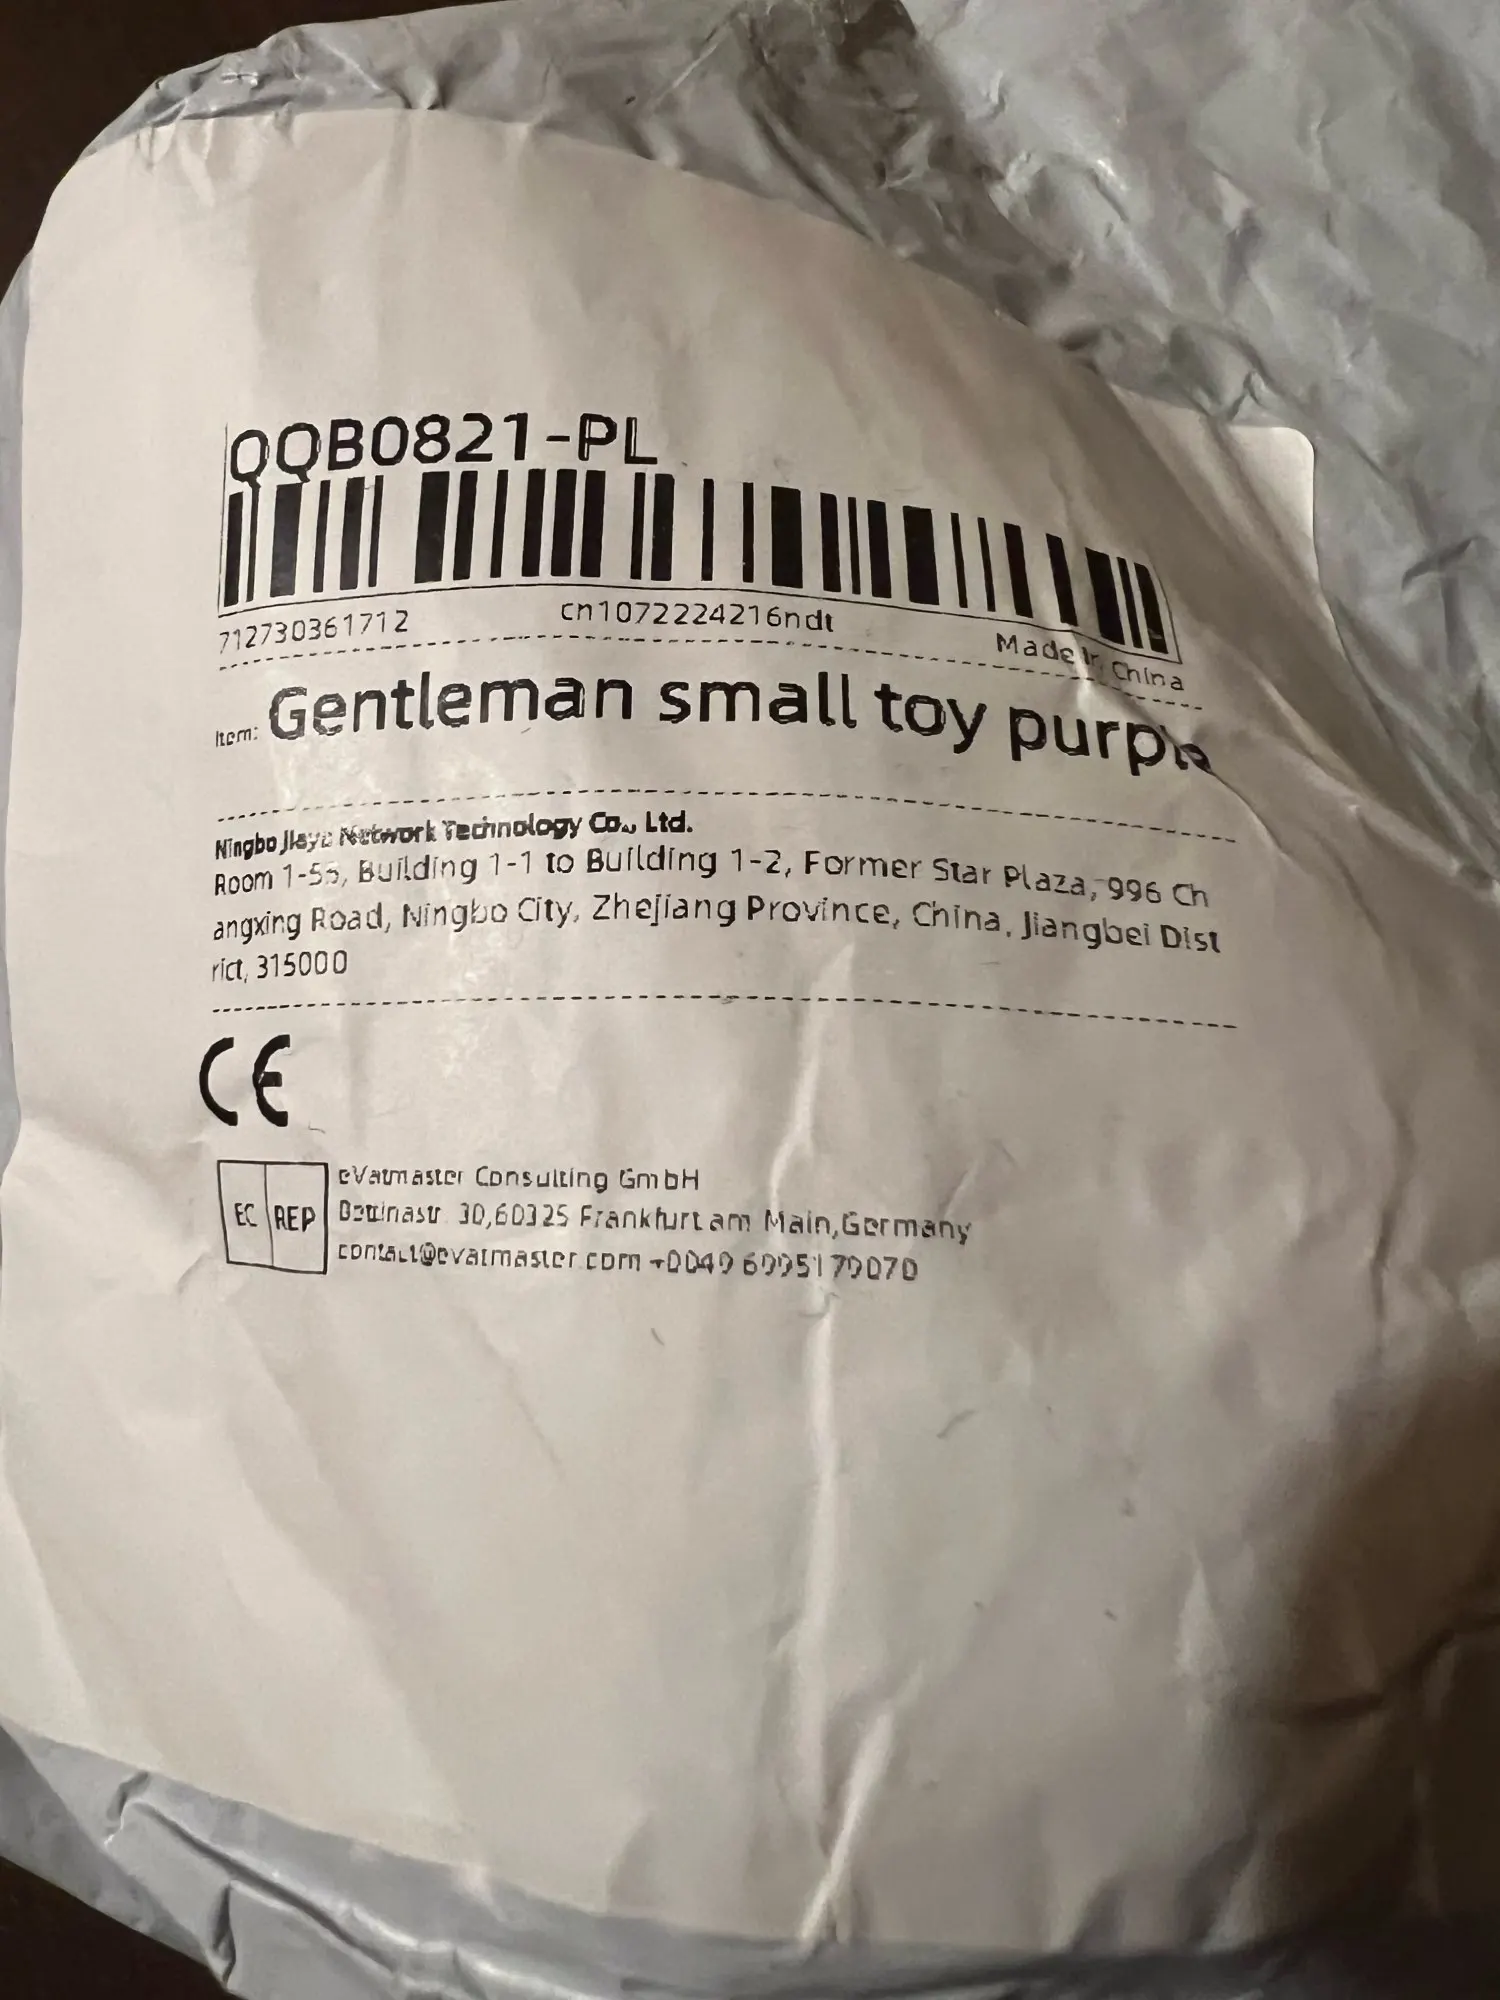 QQB0821-PL
712730361712 cn1072224216ndt Made In China
Item: Gentleman small toy purple
Ningbo Network Technology Co., Ltd.
Room 1-55, Building 1-1 to Building 1-2, Former Star Plaza, 996 Ch
angxing Road, Ningbo City, Zhejiang Province, China, Jiangbei Dist
rict, 315000
CE
EC REP
eVatmaster Consulting GmbH
Bettinastr. 30,60325 Frankfurt am Main,Germany
contact@evatmaster.com